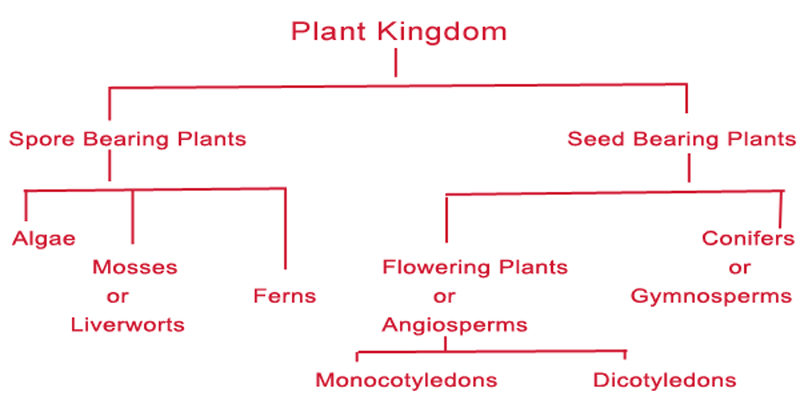 Plant Kingdom
Spore Bearing Plants
Seed Bearing Plants
Algae
Mosses
or
Liverworts
Ferns
Flowering Plants
or
Angiosperms
Conifers
or
Gymnosperms
Monocotyledons
Dicotyledons